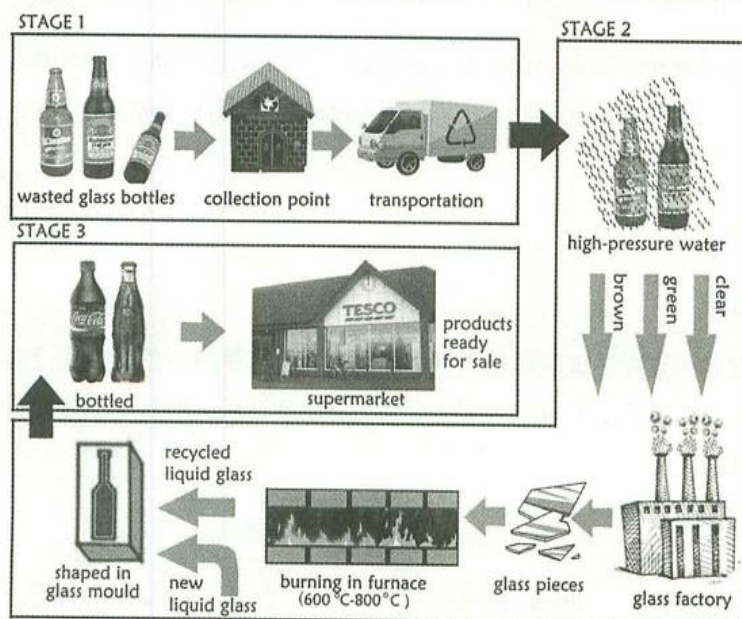 STAGE 1
wasted glass bottles
collection point
transportation
STAGE 2
high-pressure water
brown
green
clear
glass factory
glass pieces
burning in furnace
(600 °C-800°C )
recycled
liquid glass
new
liquid glass
shaped in
glass mould
STAGE 3
Coca-Cola
bottled
TESCO
supermarket
products
ready
for sale